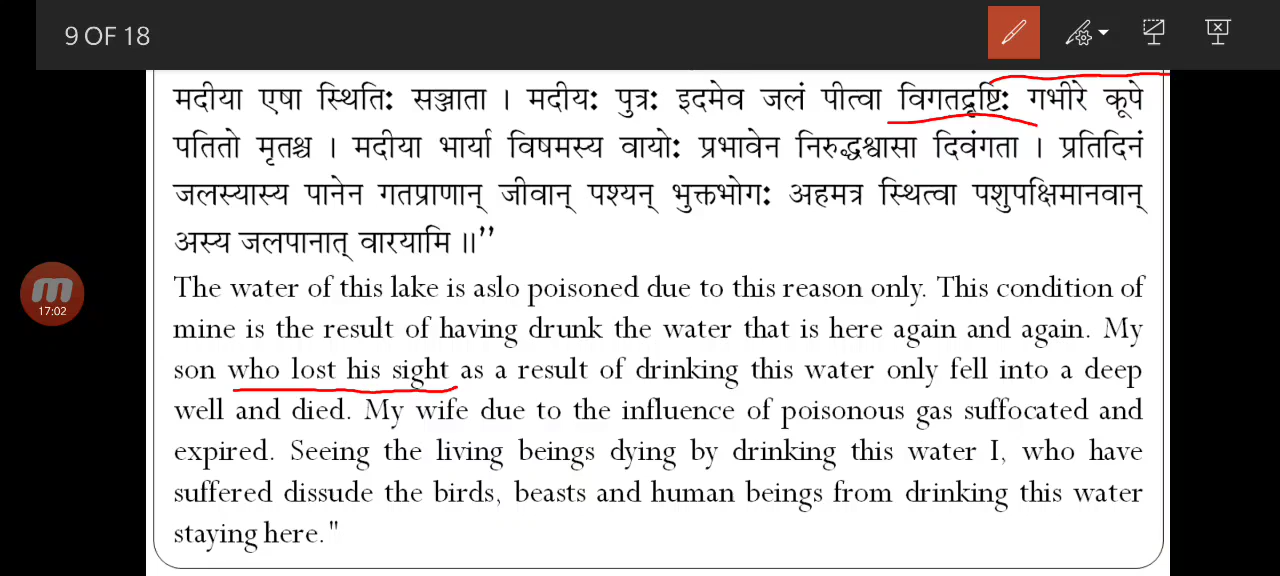 9 OF 18
मदीया एषा स्थितिः सञ्जाता । मदीयः पुत्रः इदमेव जलं पीत्वा विगतदृष्टिः गभीरे कूपे
पतितो मृतश्च । मदीया भार्या विषमस्य वायोः प्रभावेन निरुद्धश्वासा दिवंगता । प्रतिदिनं
जलस्यास्य पानेन गतप्राणान् जीवान् पश्यन् भुक्तभोगः अहमत्र स्थित्वा पशुपक्षिमानवान्
अस्य जलपानात् वारयामि ॥’’
The water of this lake is aslo poisoned due to this reason only. This condition of
mine is the result of having drunk the water that is here again and again. My
son who lost his sight as a result of drinking this water only fell into a deep
well and died. My wife due to the influence of poisonous gas suffocated and
expired. Seeing the living beings dying by drinking this water I, who have
suffered dissude the birds, beasts and human beings from drinking this water
staying here."
17:02